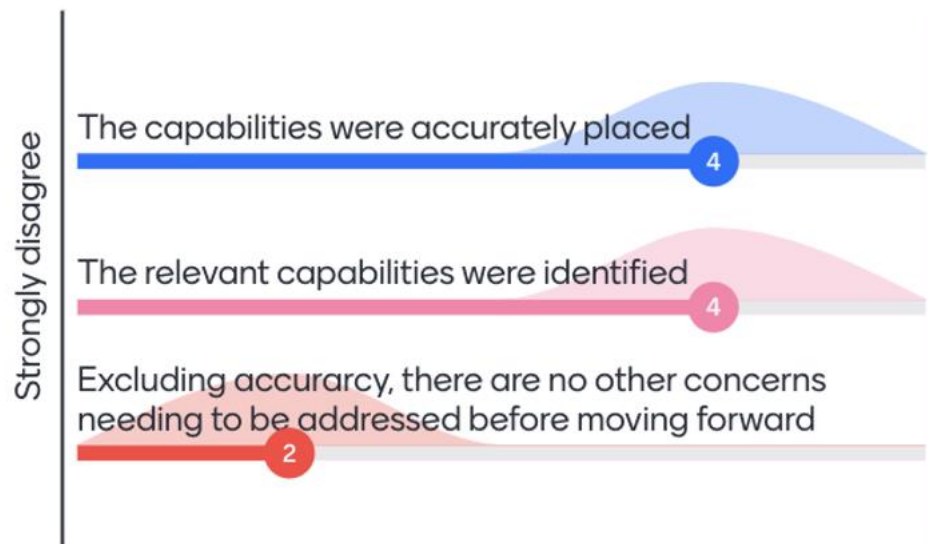 Strongly disagree
The capabilities were accurately placed
4
The relevant capabilities were identified
4
Excluding accurarcy, there are no other concerns
needing to be addressed before moving forward
2